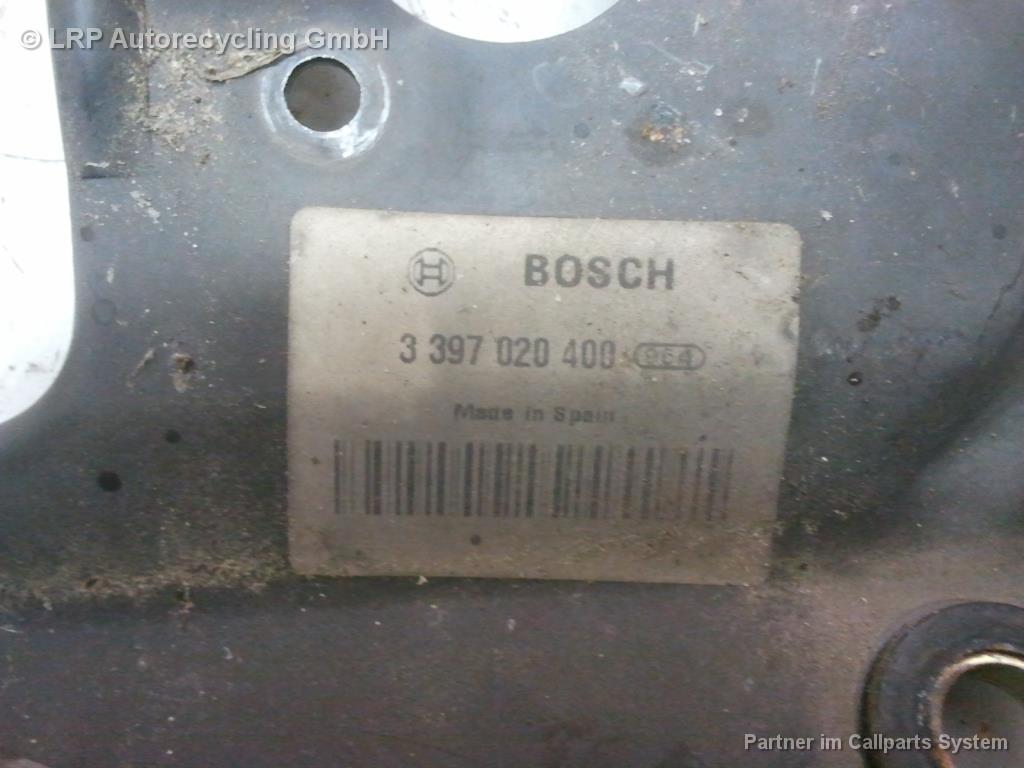 © LRP Autorecycling GmbH
BOSCH
3 397 020 400 964
Made in Spain
Partner im Callparts System